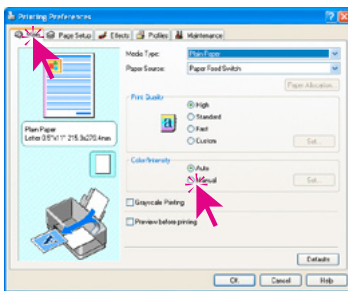 Printing Preferences
Main Page Setup Effects Profiles Maintenance
Media Type: Plain Paper
Paper Source: Paper Feed Switch
Paper Allocation...
Print Quality
High
Standard
Fast
Custom Set...
Plain Paper
Letter 8.5"x11" 215.9x279.4mm
Color/Intensity
Auto
Manual Set...
Grayscale Printing
Preview before printing
Defaults
OK Cancel Help